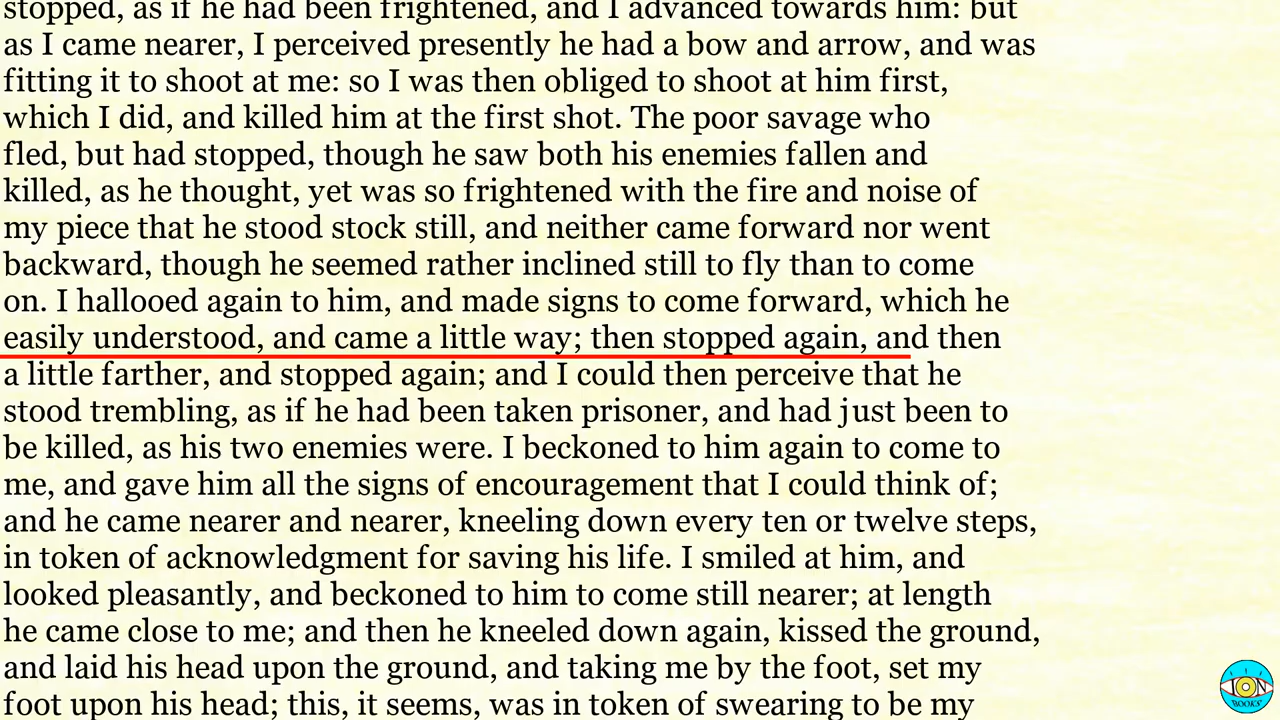 stopped, as if he had been frightened, and I advanced towards him: but
as I came nearer, I perceived presently he had a bow and arrow, and was
fitting it to shoot at me: so I was then obliged to shoot at him first,
which I did, and killed him at the first shot. The poor savage who
fled, but had stopped, though he saw both his enemies fallen and
killed, as he thought, yet was so frightened with the fire and noise of
my piece that he stood stock still, and neither came forward nor went
backward, though he seemed rather inclined still to fly than to come
on. I hallooed again to him, and made signs to come forward, which he
easily understood, and came a little way; then stopped again, and then
a little farther, and stopped again; and I could then perceive that he
stood trembling, as if he had been taken prisoner, and had just been to
be killed, as his two enemies were. I beckoned to him again to come to
me, and gave him all the signs of encouragement that I could think of;
and he came nearer and nearer, kneeling down every ten or twelve steps,
in token of acknowledgment for saving his life. I smiled at him, and
looked pleasantly, and beckoned to him to come still nearer; at length
he came close to me; and then he kneeled down again, kissed the ground,
and laid his head upon the ground, and taking me by the foot, set my
foot upon his head; this, it seems, was in token of swearing to be my
ION
BOOKS